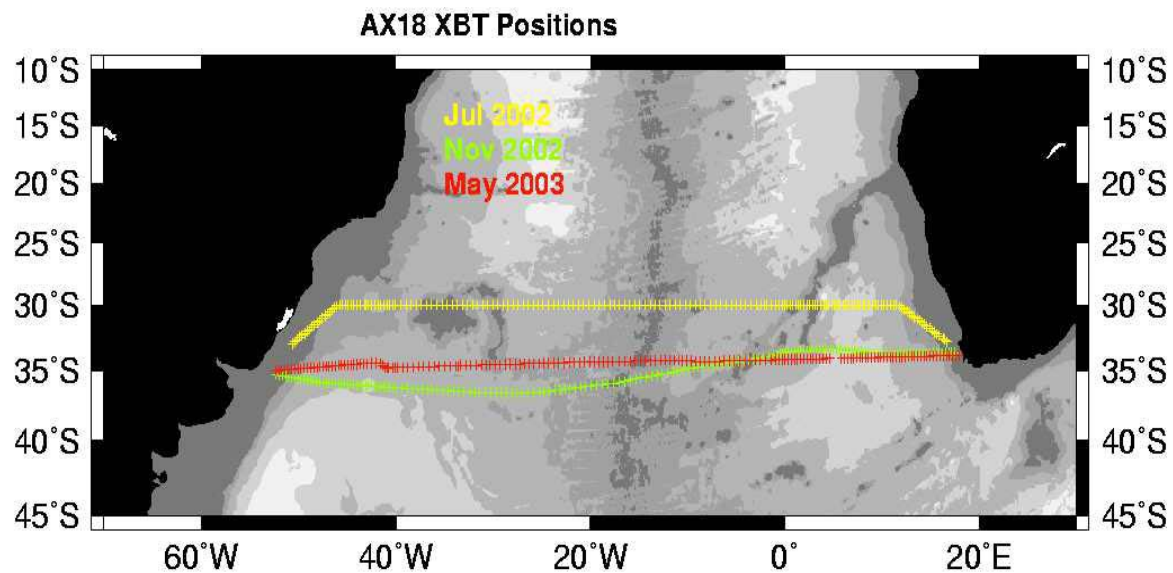 AX18 XBT Positions
10°S 10°S
Jul 2002
15°S 15°S
Nov 2002
May 2003
20°S 20°S
25°S 25°S
30°S 30°S
35°S 35°S
40°S 40°S
45°S 45°S
60°W 40°W 20°W 0° 20°E